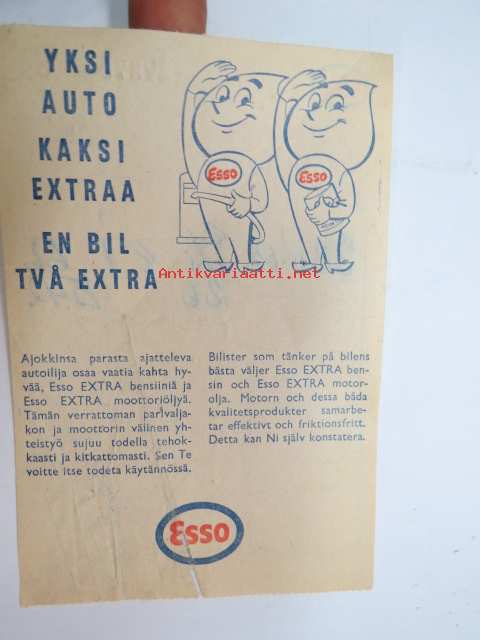 YKSI
AUTO
KAKSI
EXTRAA
EN BIL
TVÅ EXTRA
Esso
Esso
Antikvariaatti.net
Ajokkinsa parasta ajatteleva
autoilija osaa vaatia kahta hy-
vää, Esso EXTRA bensiiniä ja
Esso EXTRA moottoriöljyä.
Tämän verrattoman parivalja-
kon ja moottorin välinen yh-
teistyö sujuu todella tehok-
kaasti ja kitkattomasti. Sen Te
voitte itse todeta käytännössä.
Bilister som tänker på bilens
bästa väljer Esso EXTRA ben-
sin och Esso EXTRA motor-
olja. Motorn och dessa båda
kvalitetsprodukter samarbe-
tar effektivt och friktionsfritt.
Detta kan Ni själv konstatera.
Esso